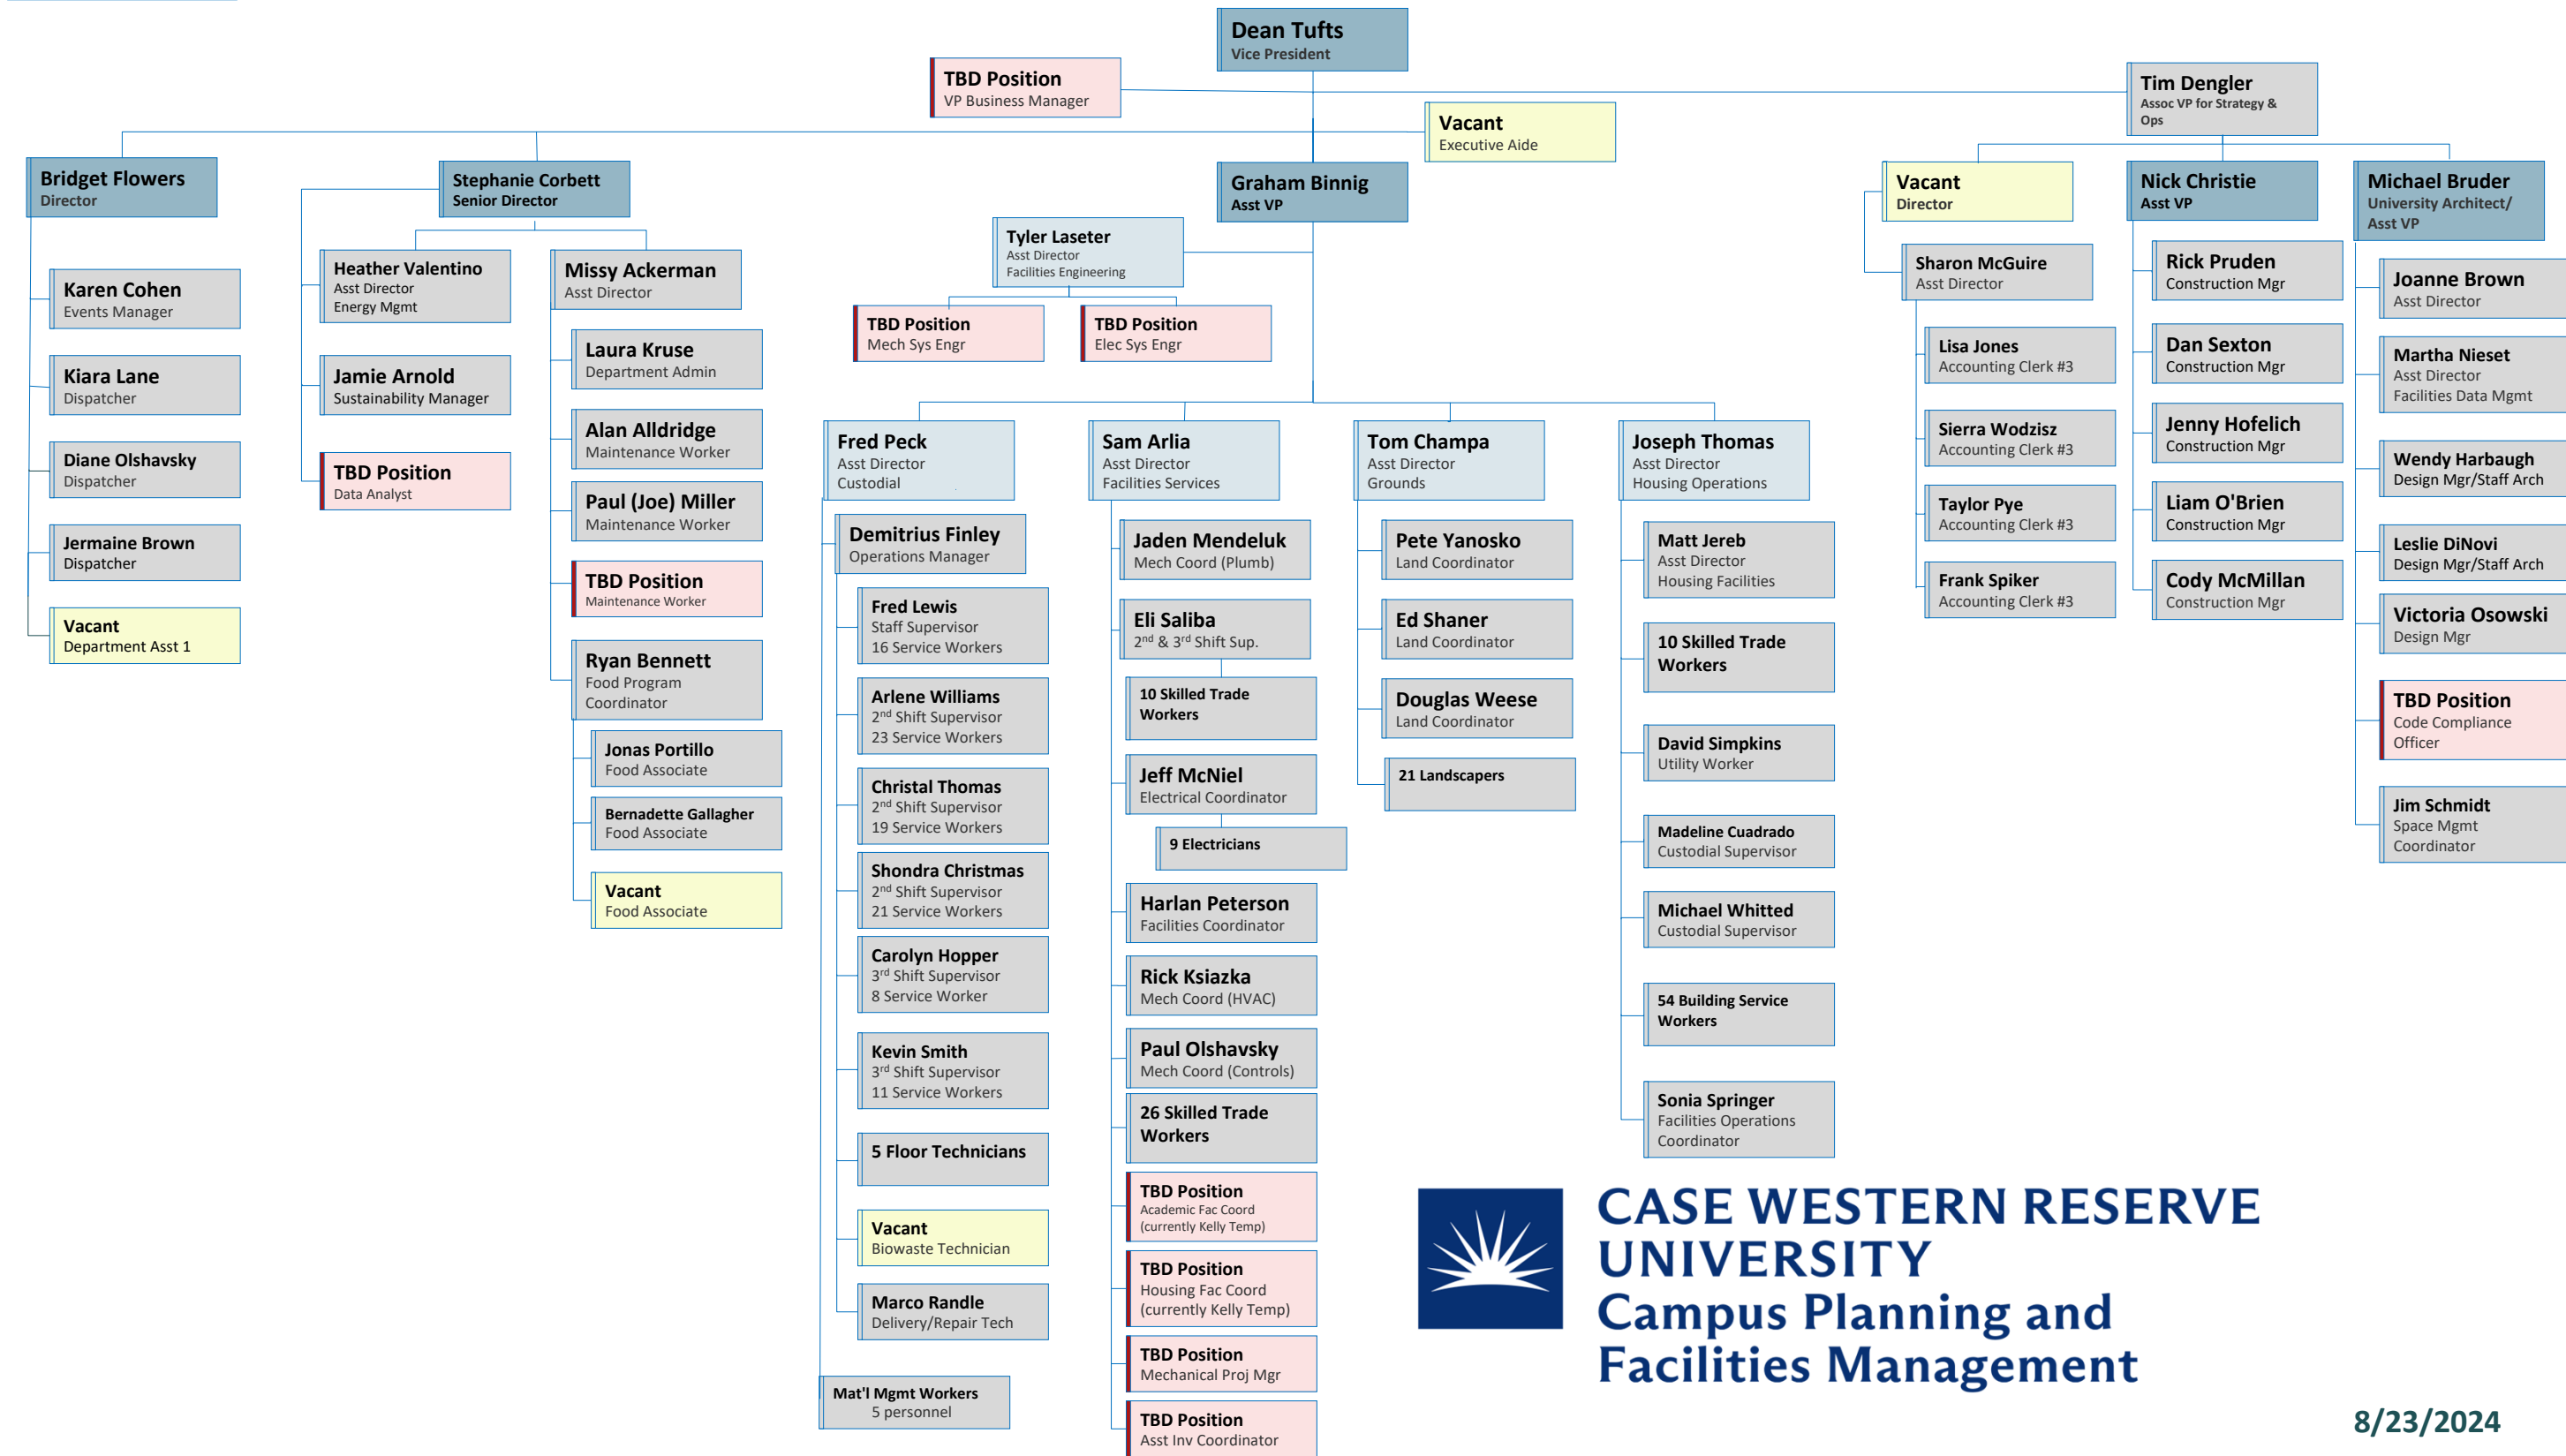 Dean Tufts
Vice President
TBD Position
VP Business Manager
Tim Dengler
Assoc VP for Strategy &
Ops
Vacant
Executive Aide
Bridget Flowers
Director
Karen Cohen
Events Manager
Kiara Lane
Dispatcher
Diane Olshavsky
Dispatcher
Jermaine Brown
Dispatcher
Vacant
Department Asst 1
Stephanie Corbett
Senior Director
Heather Valentino
Asst Director
Energy Mgmt
Jamie Arnold
Sustainability Manager
TBD Position
Data Analyst
Missy Ackerman
Asst Director
Laura Kruse
Department Admin
Alan Alldridge
Maintenance Worker
Paul (Joe) Miller
Maintenance Worker
TBD Position
Maintenance Worker
Ryan Bennett
Food Program
Coordinator
Jonas Portillo
Food Associate
Bernadette Gallagher
Food Associate
Vacant
Food Associate
Graham Binnig
Asst VP
Tyler Laseter
Asst Director
Facilities Engineering
TBD Position
Mech Sys Engr
TBD Position
Elec Sys Engr
Fred Peck
Asst Director
Custodial
Demitrius Finley
Operations Manager
Fred Lewis
Staff Supervisor
16 Service Workers
Arlene Williams
2nd Shift Supervisor
23 Service Workers
Christal Thomas
2nd Shift Supervisor
19 Service Workers
Shondra Christmas
2nd Shift Supervisor
21 Service Workers
Carolyn Hopper
3rd Shift Supervisor
8 Service Worker
Kevin Smith
3rd Shift Supervisor
11 Service Workers
5 Floor Technicians
Vacant
Biowaste Technician
Marco Randle
Delivery/Repair Tech
Mat'l Mgmt Workers
5 personnel
Sam Arlia
Asst Director
Facilities Services
Jaden Mendeluk
Mech Coord (Plumb)
Eli Saliba
2nd & 3rd Shift Sup.
10 Skilled Trade
Workers
Jeff McNiel
Electrical Coordinator
9 Electricians
Harlan Peterson
Facilities Coordinator
Rick Ksiazka
Mech Coord (HVAC)
Paul Olshavsky
Mech Coord (Controls)
26 Skilled Trade
Workers
TBD Position
Academic Fac Coord
(currently Kelly Temp)
TBD Position
Housing Fac Coord
(currently Kelly Temp)
TBD Position
Mechanical Proj Mgr
TBD Position
Asst Inv Coordinator
Tom Champa
Asst Director
Grounds
Pete Yanosko
Land Coordinator
Ed Shaner
Land Coordinator
Douglas Weese
Land Coordinator
21 Landscapers
Joseph Thomas
Asst Director
Housing Operations
Matt Jereb
Asst Director
Housing Facilities
10 Skilled Trade
Workers
David Simpkins
Utility Worker
Madeline Cuadrado
Custodial Supervisor
Michael Whitted
Custodial Supervisor
54 Building Service
Workers
Sonia Springer
Facilities Operations
Coordinator
Vacant
Director
Sharon McGuire
Asst Director
Lisa Jones
Accounting Clerk #3
Sierra Wodzisz
Accounting Clerk #3
Taylor Pye
Accounting Clerk #3
Frank Spiker
Accounting Clerk #3
Nick Christie
Asst VP
Rick Pruden
Construction Mgr
Dan Sexton
Construction Mgr
Jenny Hofelich
Construction Mgr
Liam O'Brien
Construction Mgr
Cody McMillan
Construction Mgr
Michael Bruder
University Architect/
Asst VP
Joanne Brown
Asst Director
Martha Nieset
Asst Director
Facilities Data Mgmt
Wendy Harbaugh
Design Mgr/Staff Arch
Leslie DiNovi
Design Mgr/Staff Arch
Victoria Osowski
Design Mgr
TBD Position
Code Compliance
Officer
Jim Schmidt
Space Mgmt
Coordinator
CASE WESTERN RESERVE
UNIVERSITY
Campus Planning and
Facilities Management
8/23/2024